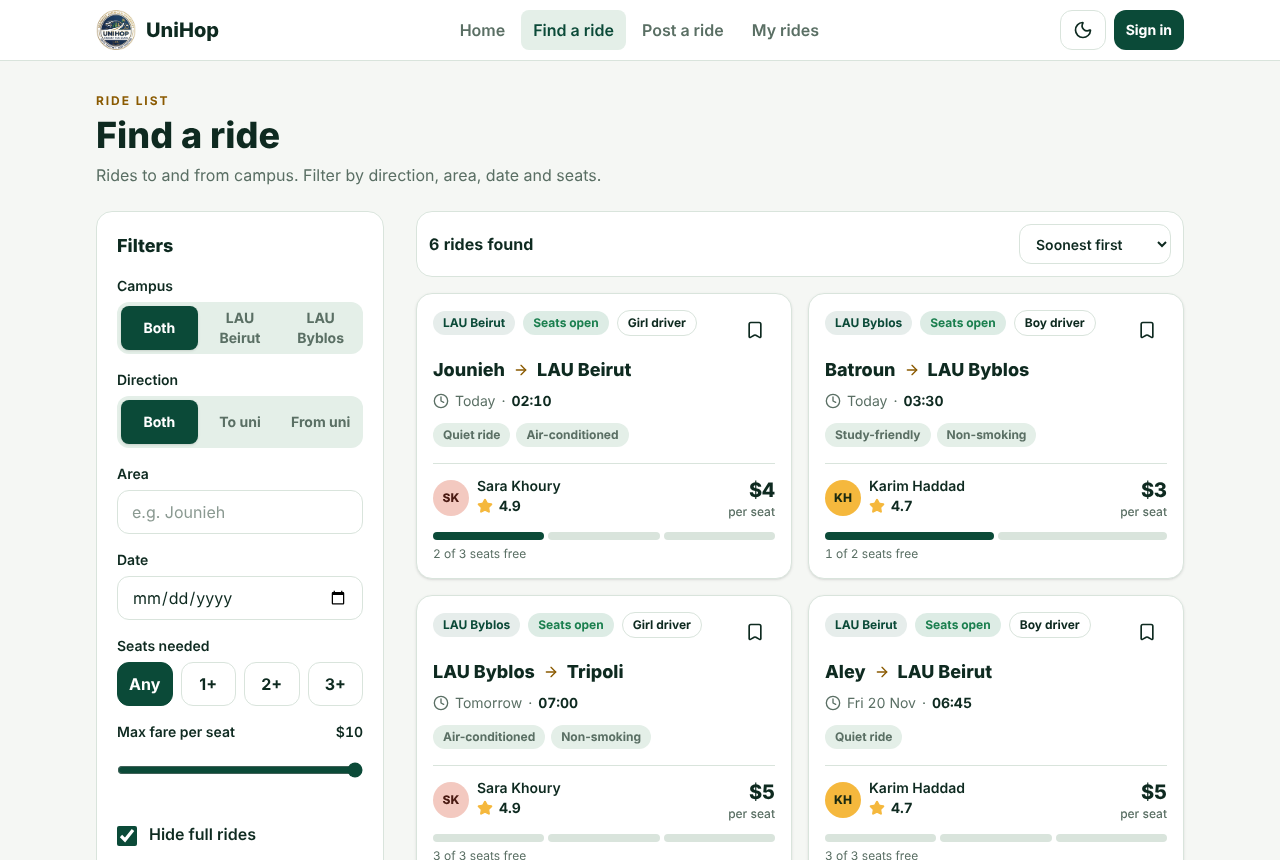 UNIHOP
UniHop
Home
Find a ride
Post a ride
My rides
Sign in
RIDE LIST
Find a ride
Rides to and from campus. Filter by direction, area, date and seats.
Filters
Campus
Both
LAU
Beirut
LAU
Byblos
Direction
Both
To uni
From uni
Area
e.g. Jounieh
Date
mm/dd/yyyy
Seats needed
Any
1+
2+
3+
Max fare per seat
$10
Hide full rides
6 rides found
Soonest first
LAU Beirut
Seats open
Girl driver
Jounieh → LAU Beirut
Today · 02:10
Quiet ride
Air-conditioned
SK
Sara Khoury
4.9
$4
per seat
2 of 3 seats free
LAU Byblos
Seats open
Boy driver
Batroun → LAU Byblos
Today · 03:30
Study-friendly
Non-smoking
KH
Karim Haddad
4.7
$3
per seat
1 of 2 seats free
LAU Byblos
Seats open
Girl driver
LAU Byblos → Tripoli
Tomorrow · 07:00
Air-conditioned
Non-smoking
SK
Sara Khoury
4.9
$5
per seat
3 of 3 seats free
LAU Beirut
Seats open
Boy driver
Aley → LAU Beirut
Fri 20 Nov · 06:45
Quiet ride
KH
Karim Haddad
4.7
$5
per seat
3 of 3 seats free